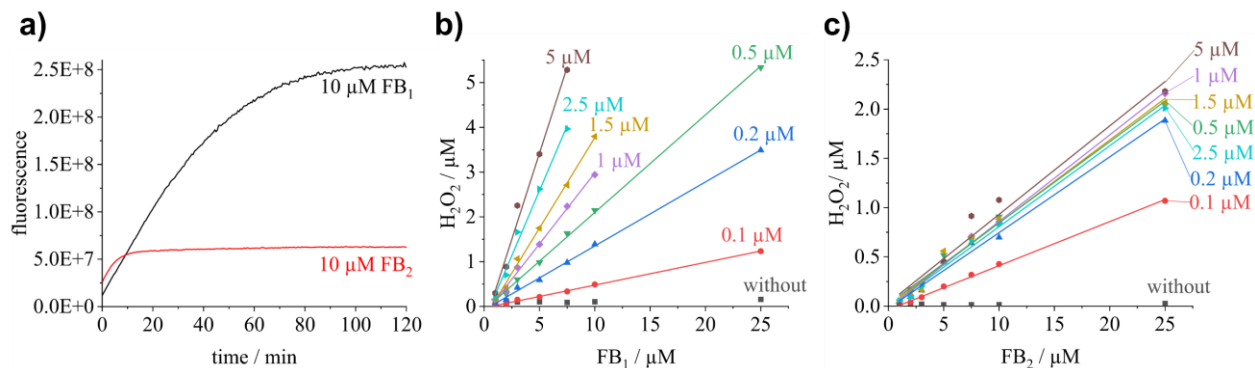 a)
2.5E+8
2.0E+8
1.5E+8
1.0E+8
5.0E+7
0.0E+0
fluorescence
10 µM FB₁
10 µM FB₂
0 20 40 60 80 100 120
time / min
b)
5
4
3
2
1
0
H₂O₂ / µM
5 µM
2.5 µM
1.5 µM
1 µM
0.5 µM
0.2 µM
0.1 µM
without
0 5 10 15 20 25
FB₁ / µM
c)
2.5
2.0
1.5
1.0
0.5
0.0
H₂O₂/ µM
5 µM
1 µM
1.5 µM
0.5 µM
2.5 µM
0.2 µM
0.1 µM
without
0 5 10 15 20 25
FB₂ / µM